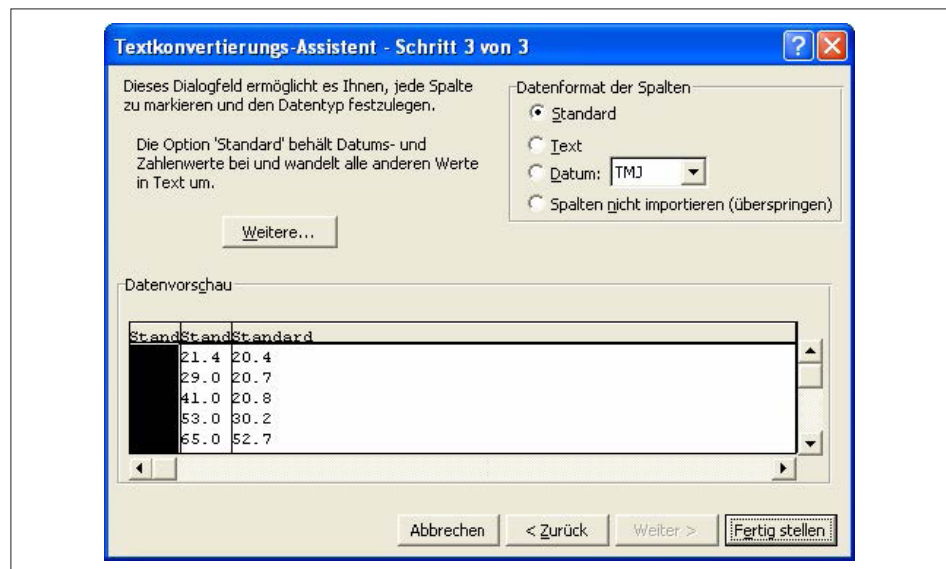 Textkonvertierungs-Assistent - Schritt 3 von 3
Dieses Dialogfeld ermöglicht es Ihnen, jede Spalte
zu markieren und den Datentyp festzulegen.
Die Option 'Standard' behält Datums- und
Zahlenwerte bei und wandelt alle anderen Werte
in Text um.
Weitere...
Datenformat der Spalten
Standard
Text
Datum: TMJ
Spalten nicht importieren (überspringen)
Datenvorschau
StandStandStandard
21.4 20.4
29.0 20.7
41.0 20.8
53.0 30.2
65.0 52.7
Abbrechen
< Zurück
Weiter >
Fertig stellen